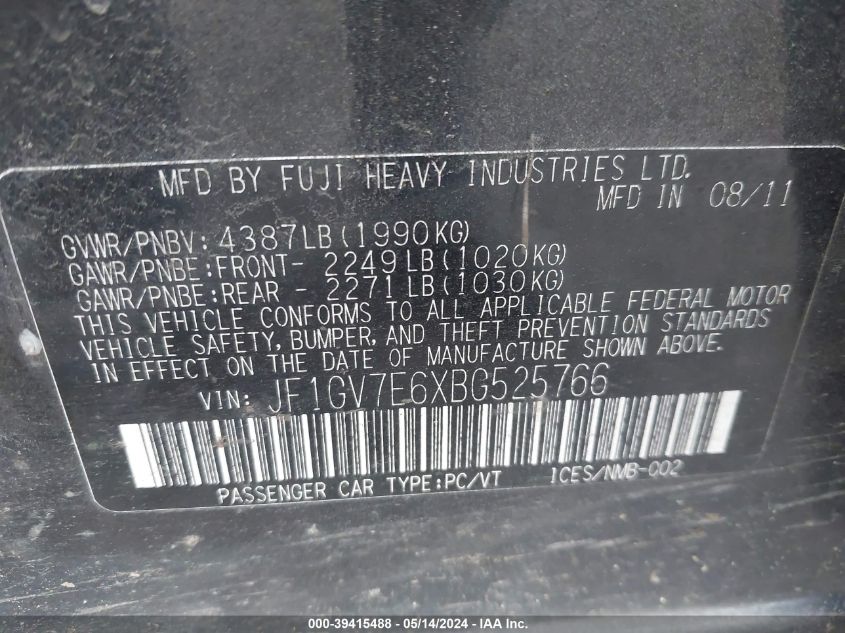 MFD BY FUJI HEAVY INDUSTRIES LTD.
MFD IN 08/11
GVWR/PNBV: 4387LB(1990KG)
GAWR/PNBE:FRONT- 2249LB(1020KG)
GAWR/PNBE:REAR - 2271LB(1030KG)
THIS VEHICLE CONFORMS TO ALL APPLICABLE FEDERAL MOTOR
VEHICLE SAFETY, BUMPER, AND THEFT PREVENTION STANDARDS
IN EFFECT ON THE DATE OF MANUFACTURE SHOWN ABOVE.
VIN: JF1GV7E6XBG525766
PASSENGER CAR TYPE:PC/VT ICES/NMB-002
000-39415488 - 05/14/2024 - IAA Inc.